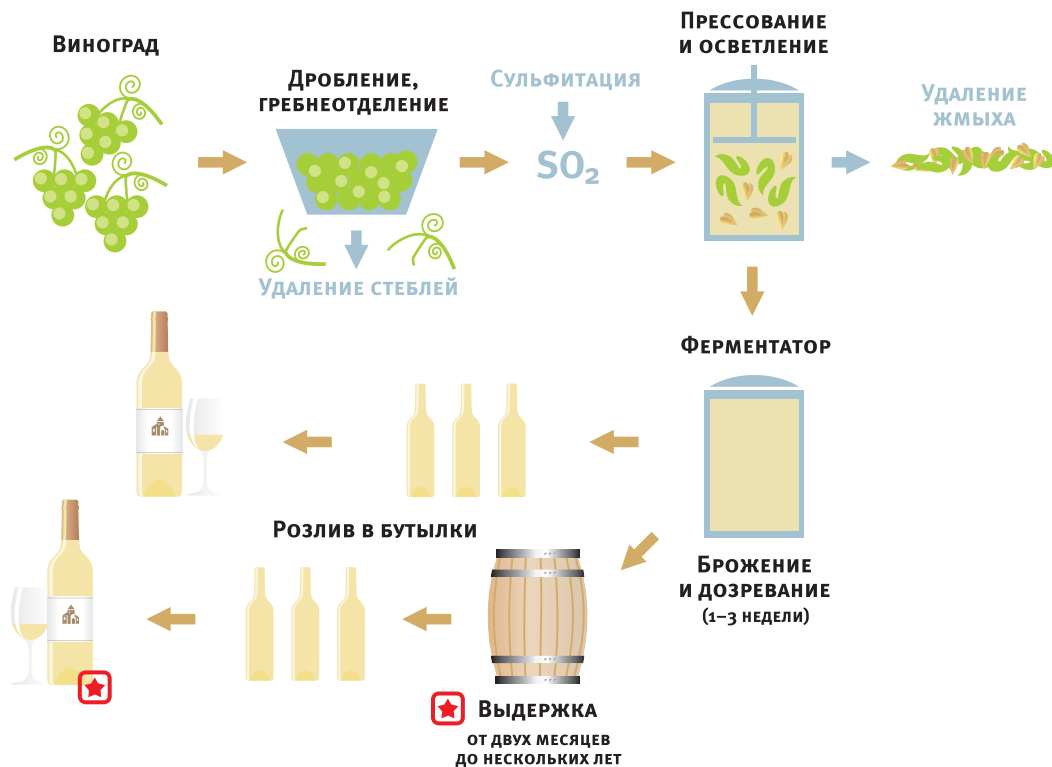 Виноград
Дробление,
гребнеотделение
Удаление стеблей
Сульфитация
SO₂
Прессование
и осветление
Удаление
жмыха
Ферментатор
Брожение
и дозревание
(1–3 недели)
Розлив в бутылки
Выдержка
от двух месяцев
до нескольких лет